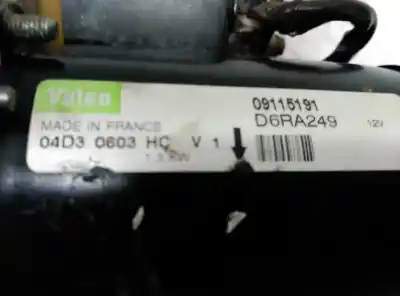 Valeo
09115191
MADE IN FRANCE
D6RA249 12V
04D3 0603 HC V 1
1.3 KW